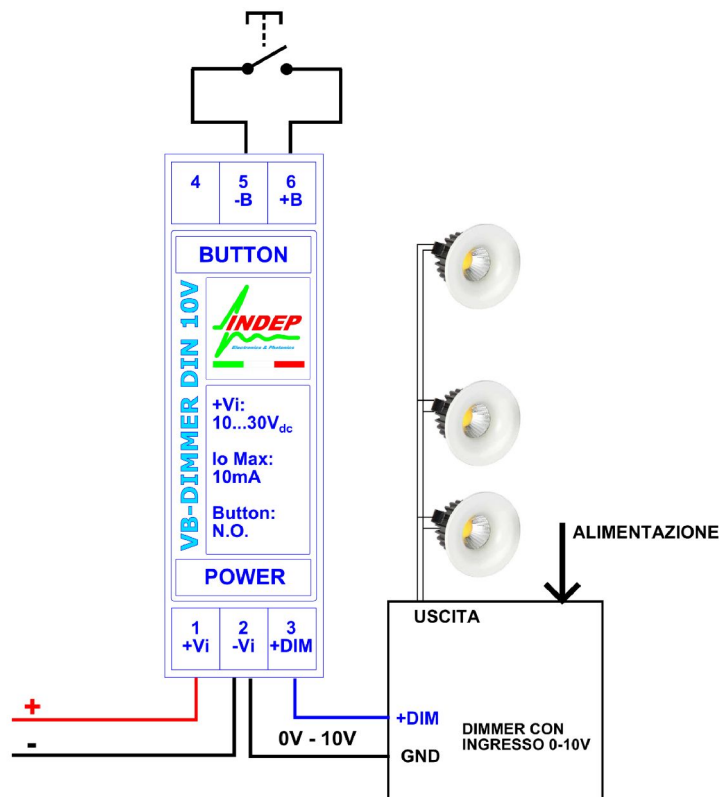 4
5
-B
6
+B
BUTTON
VB-DIMMER DIN 10V
INDEP
Electronics & Photonics
+Vi:
10...30Vdc
Io Max:
10mA
Button:
N.O.
POWER
1
+Vi
2
-Vi
3
+DIM
+
-
0V - 10V
ALIMENTAZIONE
USCITA
+DIM
GND
DIMMER CON
INGRESSO 0-10V